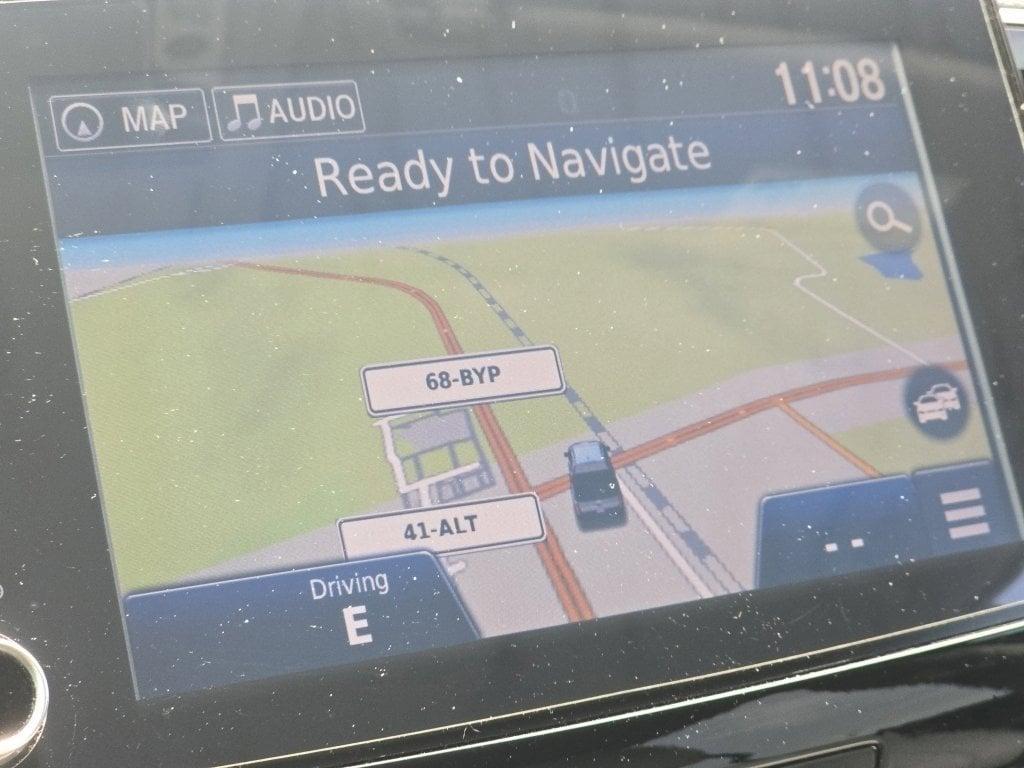 MAP
AUDIO
11:08
Ready to Navigate
68-BYP
41-ALT
Driving
E
--